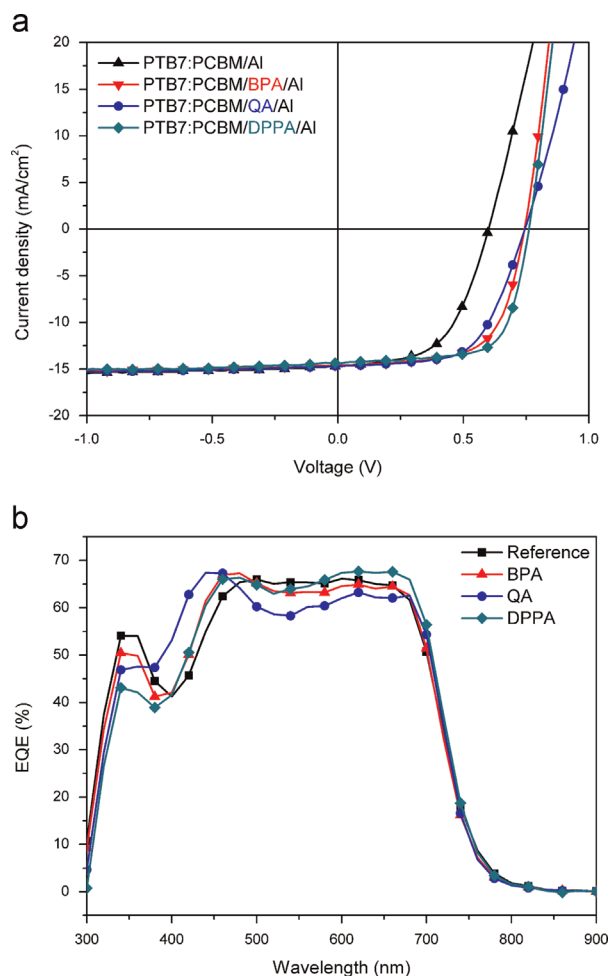 a
20
15
10
5
0
-5
-10
-15
-20
Current density (mA/cm²)
PTB7:PCBM/Al
PTB7:PCBM/BPA/Al
PTB7:PCBM/QA/Al
PTB7:PCBM/DPPA/Al
-1.0 -0.5 0.0 0.5 1.0
Voltage (V)
b
70
60
50
40
30
20
10
0
EQE (%)
Reference
BPA
QA
DPPA
300 400 500 600 700 800 900
Wavelength (nm)